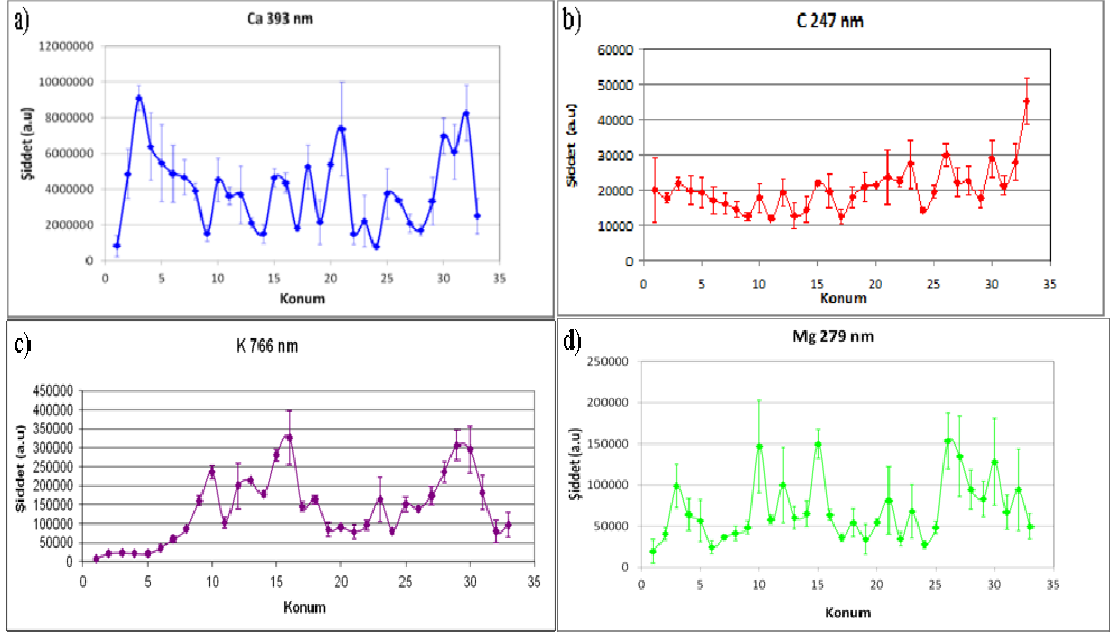 a)
Ca 393 nm
Şiddet (a.u)
12000000
10000000
8000000
6000000
4000000
2000000
0
0 5 10 15 20 25 30 35
Konum
b)
C 247 nm
Şiddet (a.u)
60000
50000
40000
30000
20000
10000
0
0 5 10 15 20 25 30 35
Konum
c)
K 766 nm
Şiddet (a.u)
450000
400000
350000
300000
250000
200000
150000
100000
50000
0
0 5 10 15 20 25 30 35
Konum
d)
Mg 279 nm
Şiddet (a.u)
250000
200000
150000
100000
50000
0
0 5 10 15 20 25 30 35
Konum